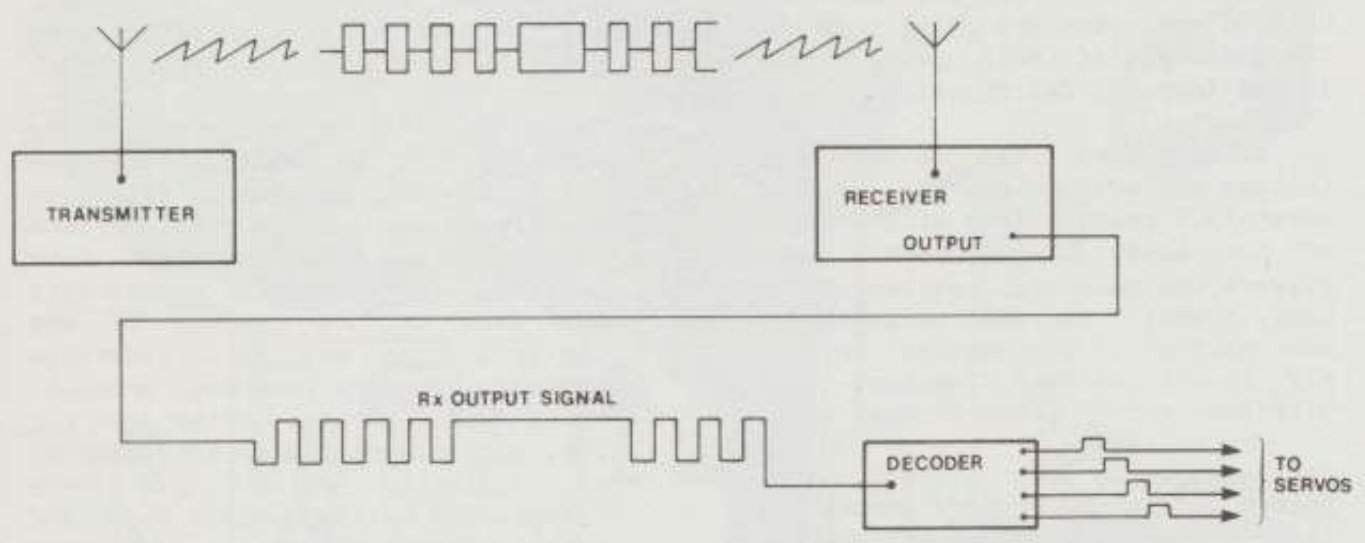 TRANSMITTER
RECEIVER
OUTPUT
Rx OUTPUT SIGNAL
DECODER
TO
SERVOS